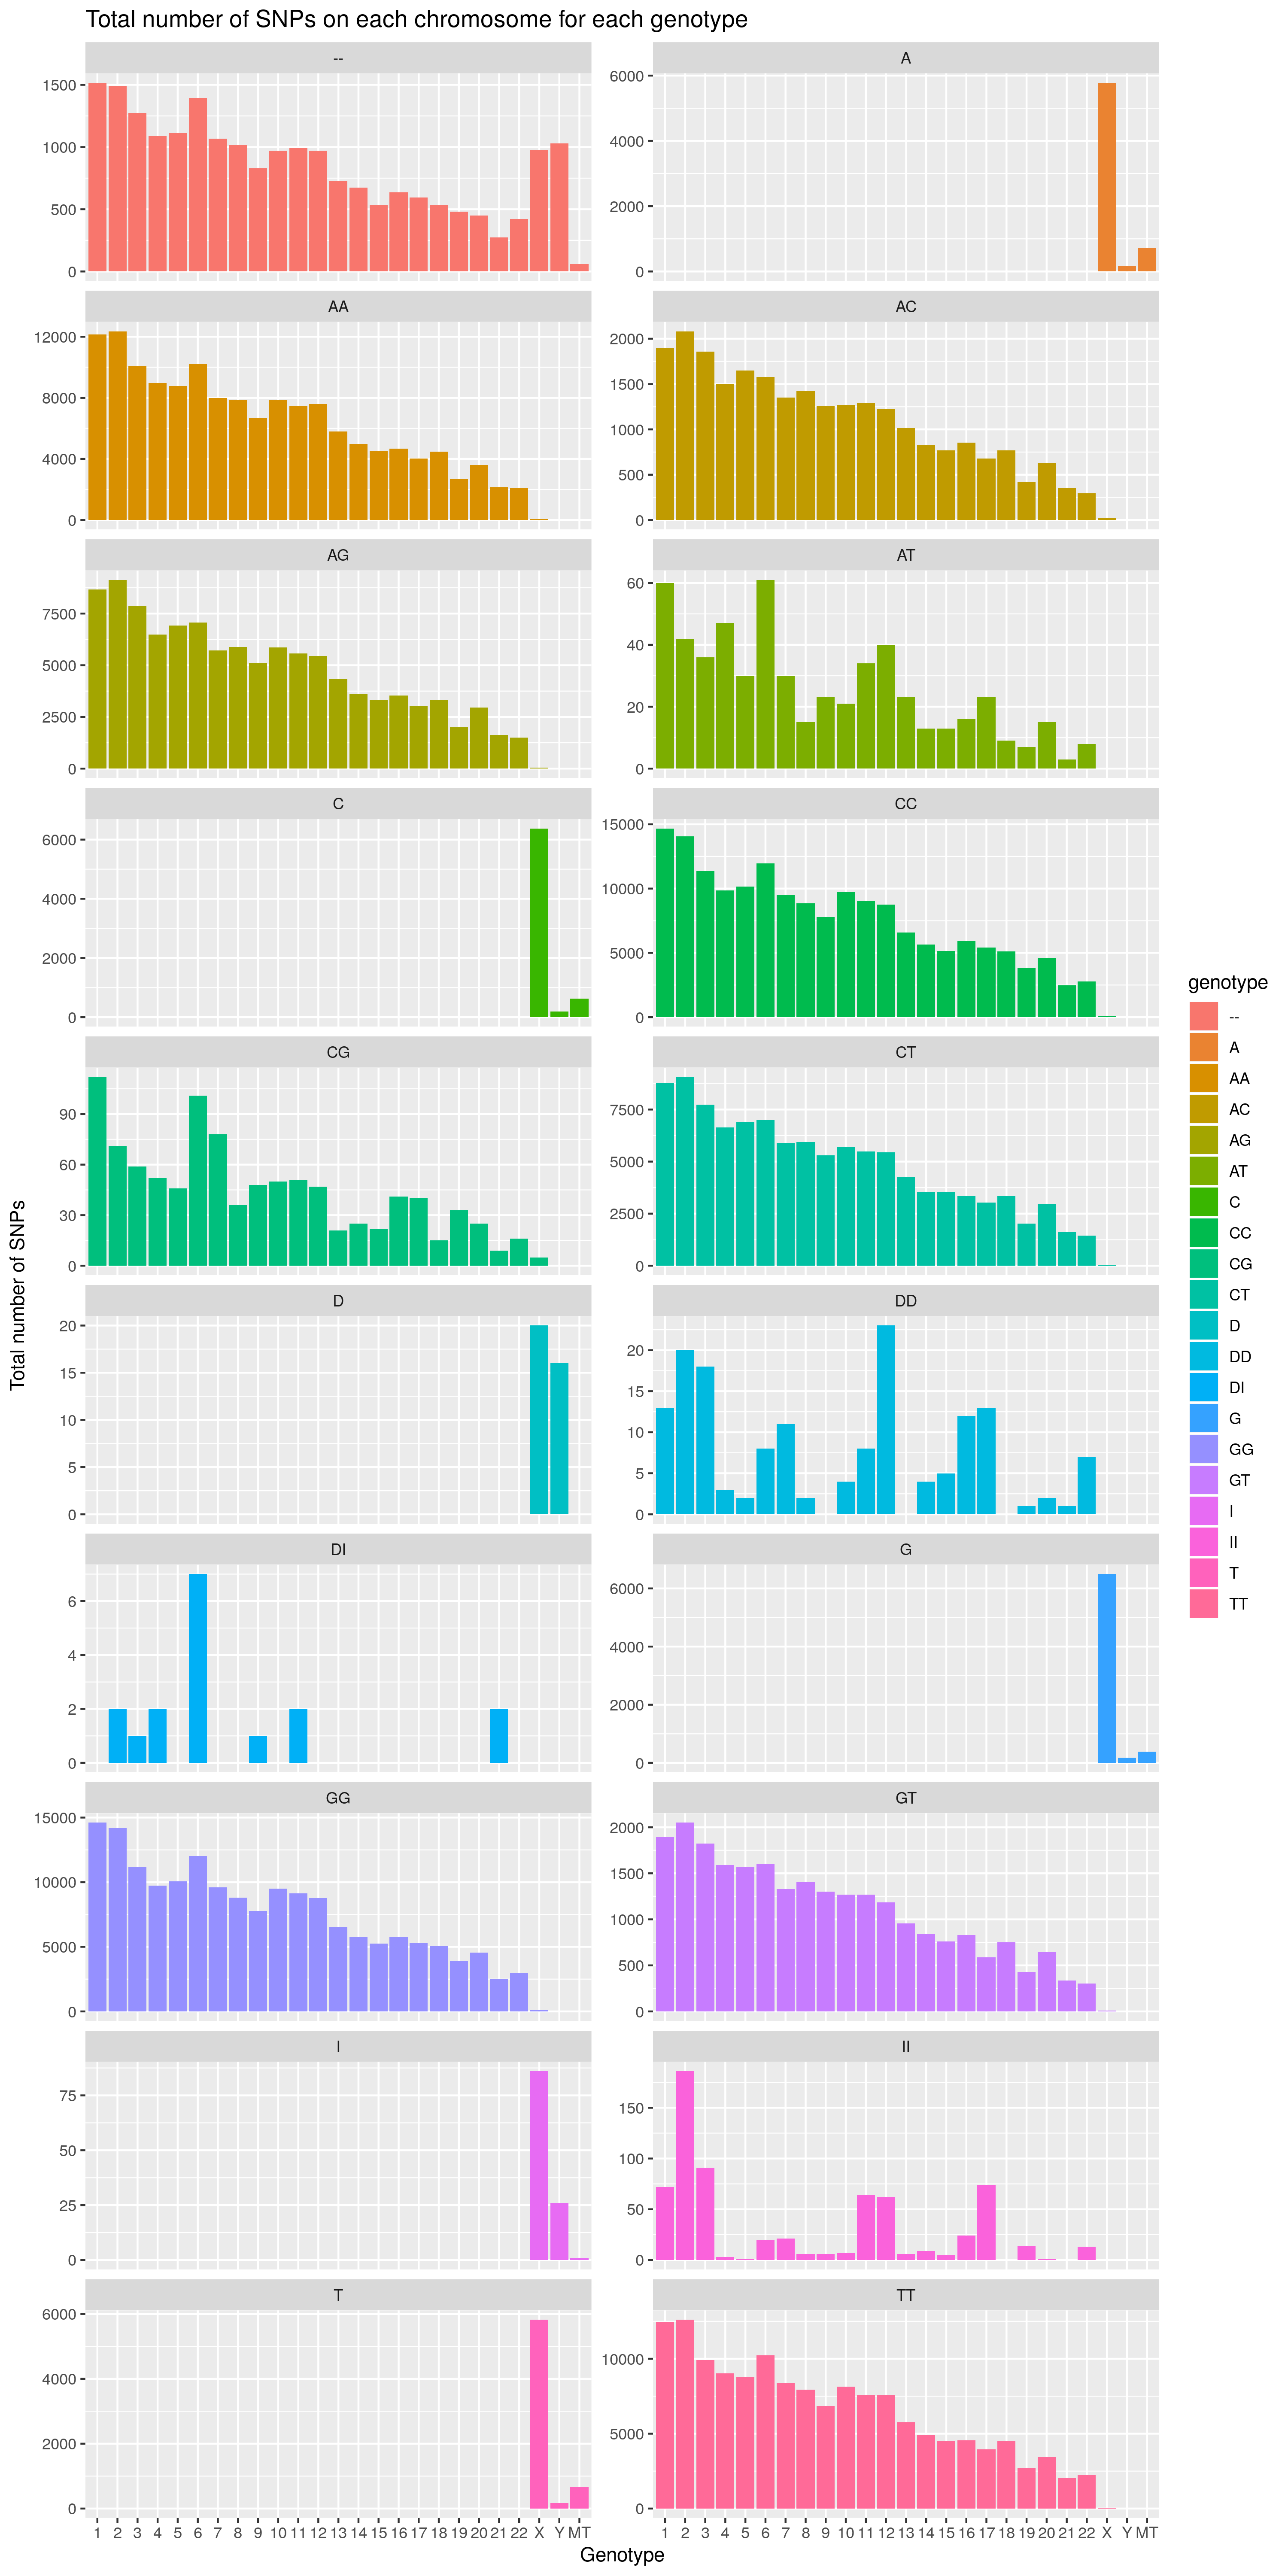 Total number of SNPs on each chromosome for each genotype
--
A
1500
1000
500
0
6000
4000
2000
0
AA
AC
12000
8000
4000
0
2000
1500
1000
500
0
AG
AT
7500
5000
2500
0
60
40
20
0
C
CC
6000
4000
2000
0
15000
10000
5000
0
CG
CT
90
60
30
0
7500
5000
2500
0
D
DD
20
15
10
5
0
20
15
10
5
0
DI
G
6
4
2
0
6000
4000
2000
0
GG
GT
15000
10000
5000
0
2000
1500
1000
500
0
I
II
75
50
25
0
150
100
50
0
T
TT
6000
4000
2000
0
10000
5000
0
1 2 3 4 5 6 7 8 9 10 11 12 13 14 15 16 17 18 19 20 21 22 X Y MT
1 2 3 4 5 6 7 8 9 10 11 12 13 14 15 16 17 18 19 20 21 22 X Y MT
Genotype
Total number of SNPs
genotype
--
A
AA
AC
AG
AT
C
CC
CG
CT
D
DD
DI
G
GG
GT
I
II
T
TT